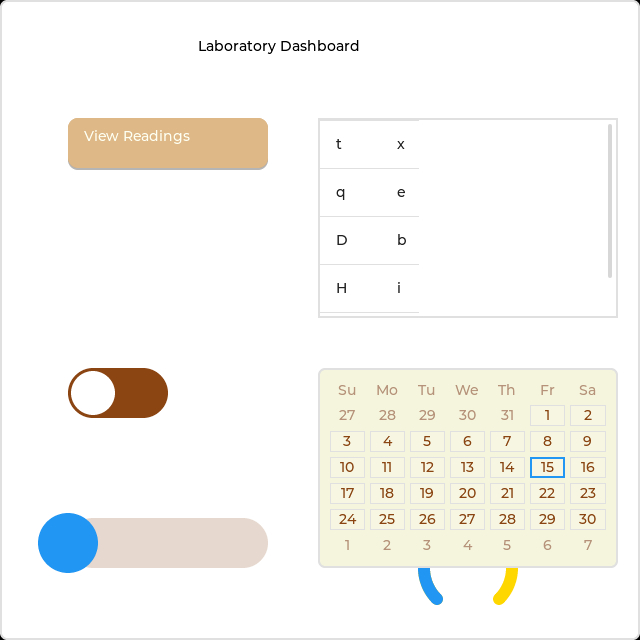 Laboratory Dashboard
View Readings
t x
q e
D b
H i
Su Mo Tu We Th Fr Sa
27 28 29 30 31 1 2
3 4 5 6 7 8 9
10 11 12 13 14 15 16
17 18 19 20 21 22 23
24 25 26 27 28 29 30
1 2 3 4 5 6 7